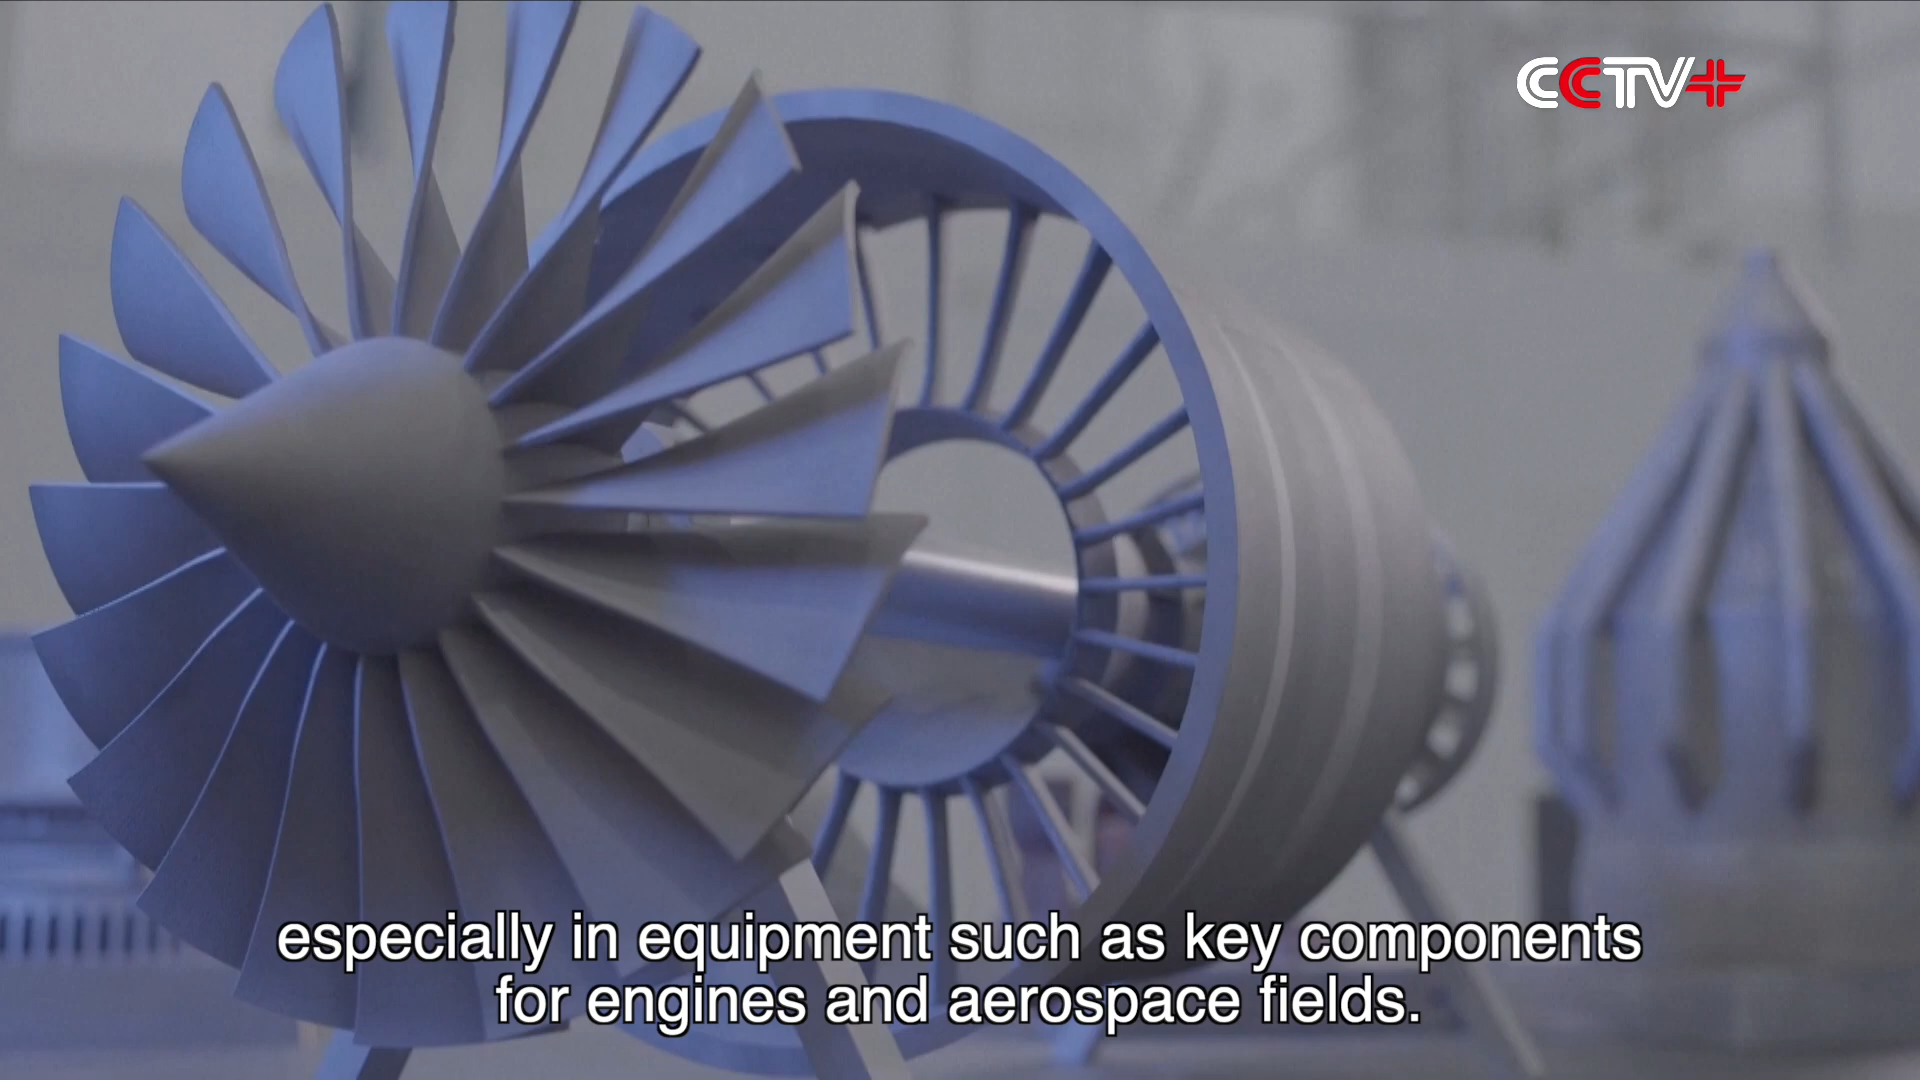 CCTV+
especially in equipment such as key components
for engines and aerospace fields.